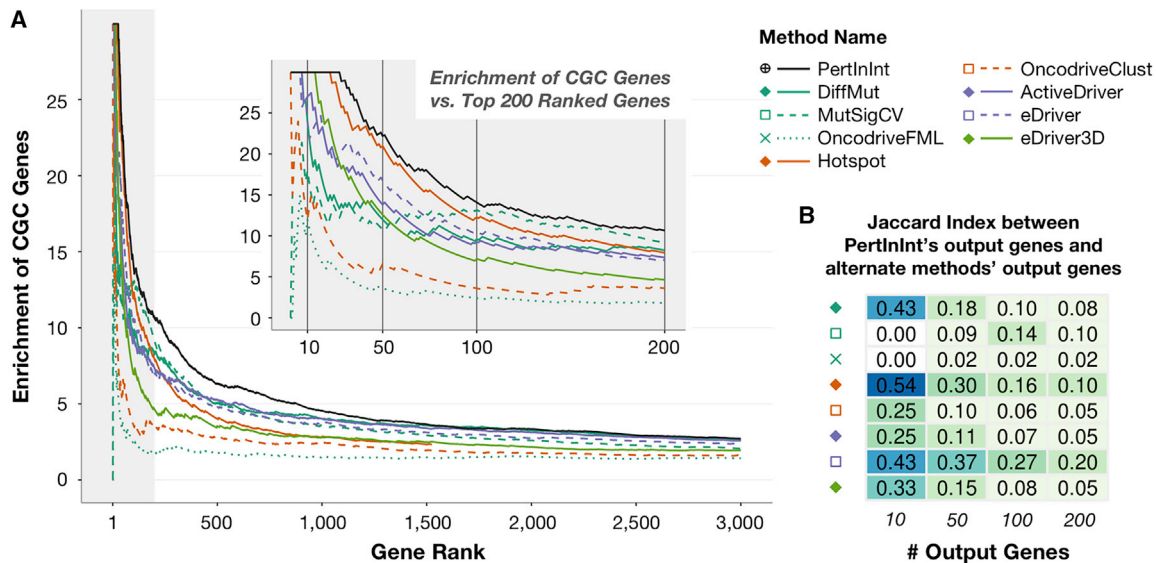 A
Enrichment of CGC Genes
25
20
15
10
5
0
1
500
1,000
1,500
2,000
2,500
3,000
Gene Rank
Enrichment of CGC Genes
vs. Top 200 Ranked Genes
25
20
15
10
5
0
10
50
100
200
Method Name
PertInInt
DiffMut
MutSigCV
OncodriveFML
Hotspot
OncodriveClust
ActiveDriver
eDriver
eDriver3D
B
Jaccard Index between
PertInInt's output genes and
alternate methods' output genes
0.43 0.18 0.10 0.08
0.00 0.09 0.14 0.10
0.00 0.02 0.02 0.02
0.54 0.30 0.16 0.10
0.25 0.10 0.06 0.05
0.25 0.11 0.07 0.05
0.43 0.37 0.27 0.20
0.33 0.15 0.08 0.05
10 50 100 200
# Output Genes